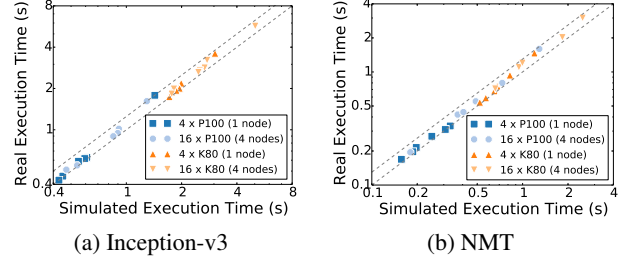 Real Execution Time (s)
8
4
2
1
0.4
4 x P100 (1 node)
16 x P100 (4 nodes)
4 x K80 (1 node)
16 x K80 (4 nodes)
0.4 1 2 4 8
Simulated Execution Time (s)
(a) Inception-v3
Real Execution Time (s)
4
2
1
0.5
0.2
0.1
4 x P100 (1 node)
16 x P100 (4 nodes)
4 x K80 (1 node)
16 x K80 (4 nodes)
0.1 0.2 0.5 1 2 4
Simulated Execution Time (s)
(b) NMT